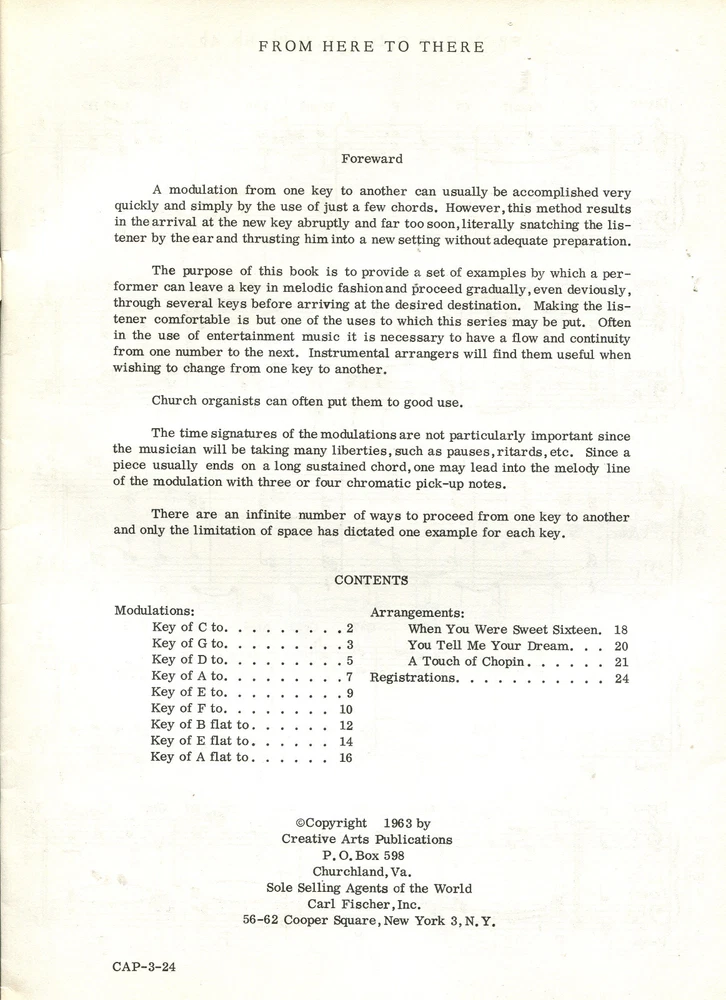 FROM HERE TO THERE
Foreward
A modulation from one key to another can usually be accomplished very
quickly and simply by the use of just a few chords. However, this method results
in the arrival at the new key abruptly and far too soon, literally snatching the lis-
tener by the ear and thrusting him into a new setting without adequate preparation.
The purpose of this book is to provide a set of examples by which a per-
former can leave a key in melodic fashion and proceed gradually, even deviously,
through several keys before arriving at the desired destination. Making the lis-
tener comfortable is but one of the uses to which this series may be put. Often
in the use of entertainment music it is necessary to have a flow and continuity
from one number to the next. Instrumental arrangers will find them useful when
wishing to change from one key to another.
Church organists can often put them to good use.
The time signatures of the modulations are not particularly important since
the musician will be taking many liberties, such as pauses, ritards, etc. Since a
piece usually ends on a long sustained chord, one may lead into the melody line
of the modulation with three or four chromatic pick-up notes.
There are an infinite number of ways to proceed from one key to another
and only the limitation of space has dictated one example for each key.
CONTENTS
Modulations:
Key of C to. . . . . . . . . . 2
Key of G to. . . . . . . . . . 3
Key of D to. . . . . . . . . . 5
Key of A to. . . . . . . . . . 7
Key of E to. . . . . . . . . 9
Key of F to. . . . . . . . 10
Key of B flat to . . . . . . 12
Key of E flat to. . . . . . 14
Key of A flat to. . . . . . 16
Arrangements:
When You Were Sweet Sixteen. 18
You Tell Me Your Dream. . . 20
A Touch of Chopin. . . . . . 21
Registrations. . . . . . . . . . . . 24
©Copyright 1963 by
Creative Arts Publications
P. O. Box 598
Churchland, Va.
Sole Selling Agents of the World
Carl Fischer, Inc.
56-62 Cooper Square, New York 3, N. Y.
CAP-3-24